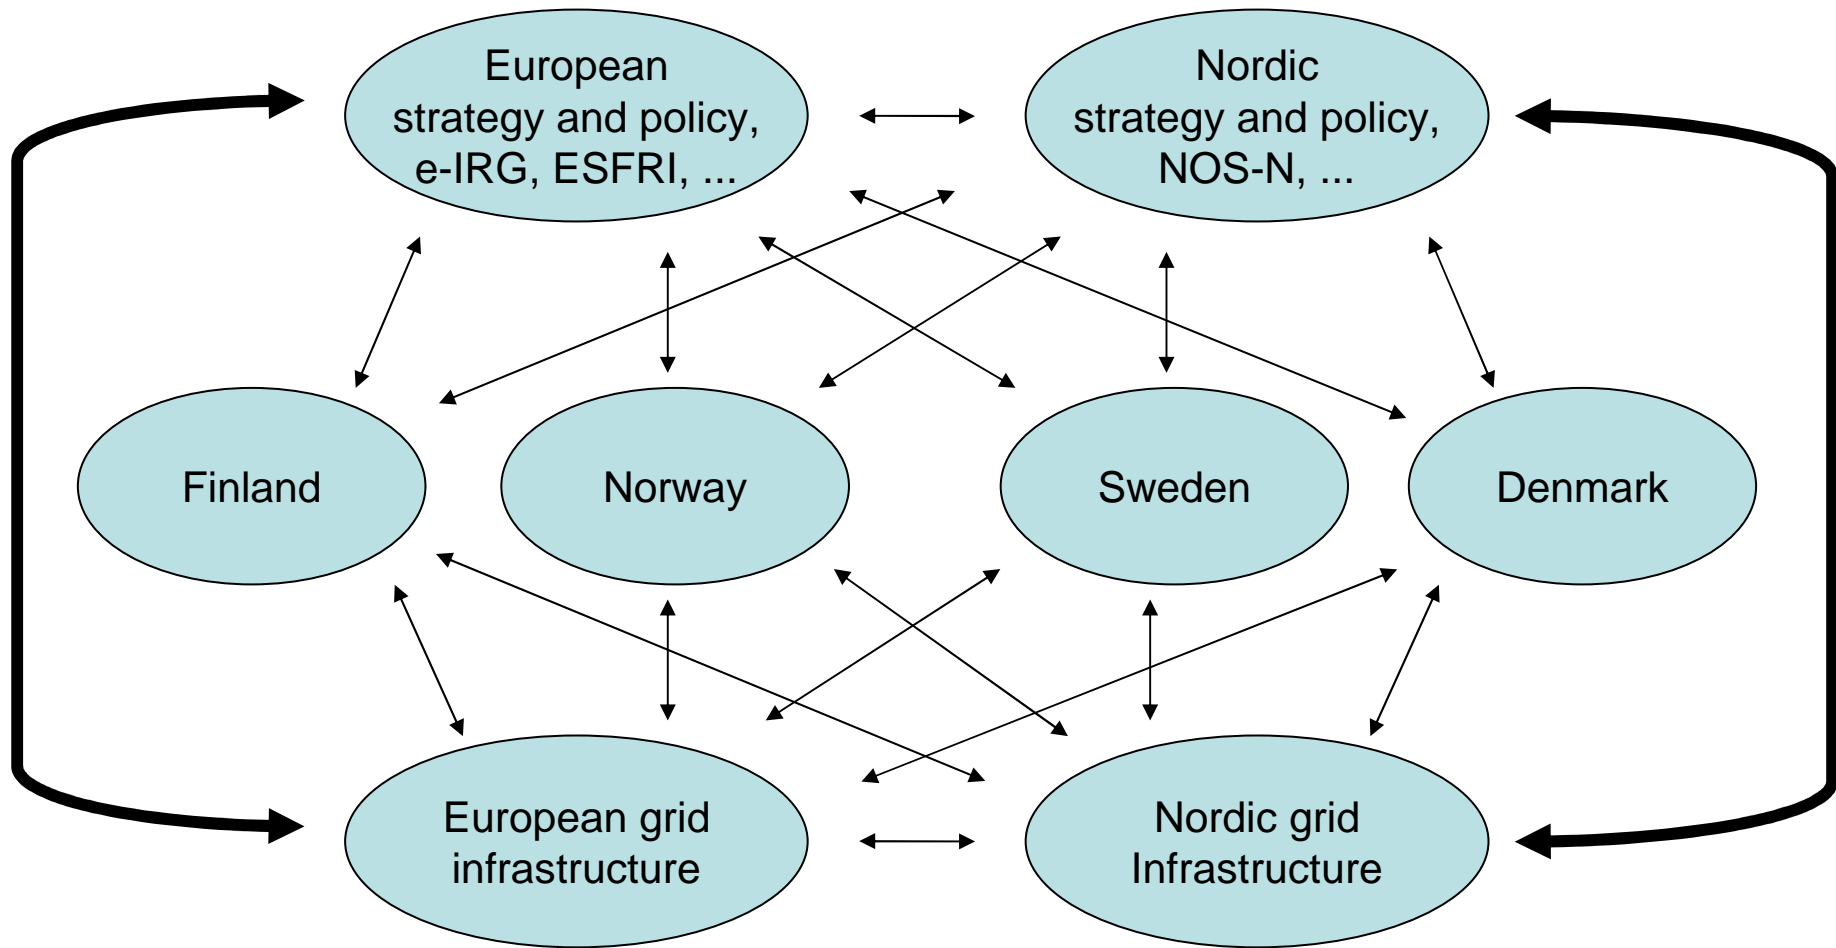 European
strategy and policy,
e-IRG, ESFRI, ...
Nordic
strategy and policy,
NOS-N, ...
Finland
Norway
Sweden
Denmark
European grid
infrastructure
Nordic grid
Infrastructure